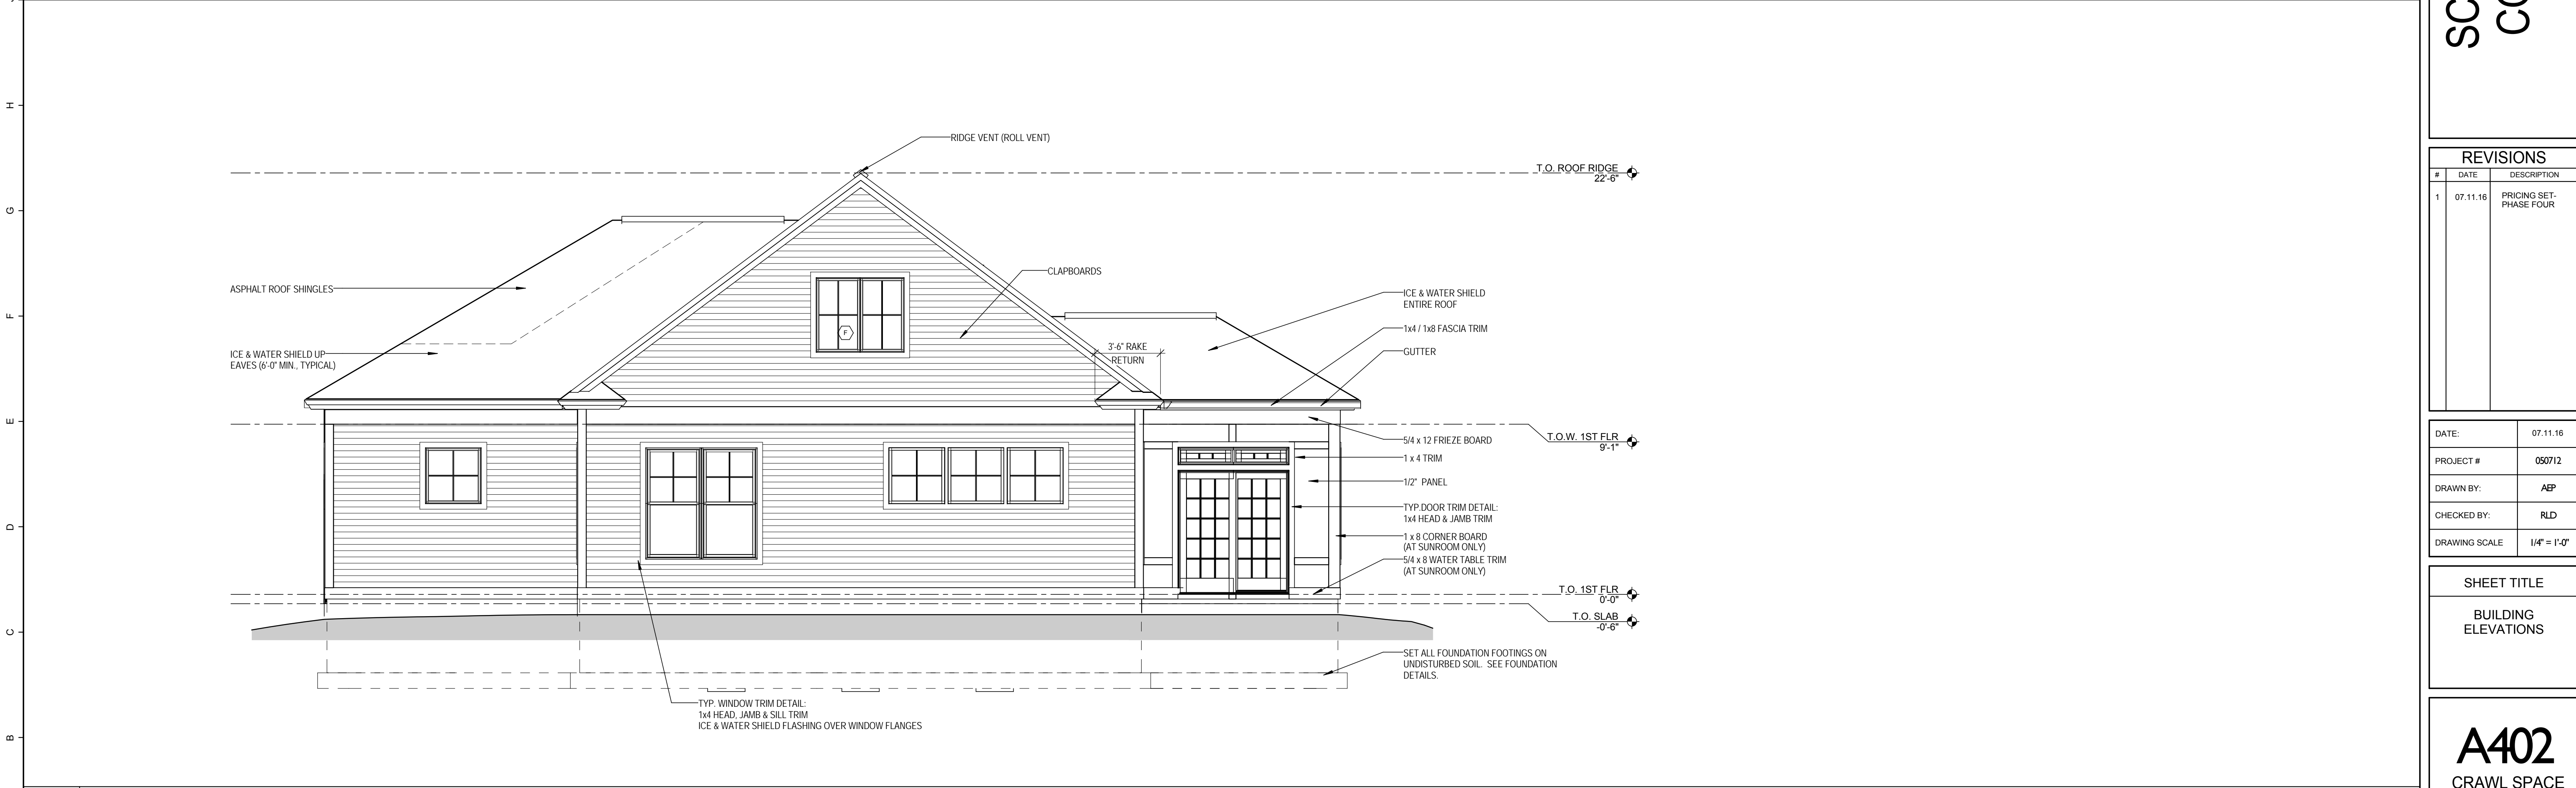 RIDGE VENT (ROLL VENT)
T.O. ROOF RIDGE
22'-6"
ASPHALT ROOF SHINGLES
CLAPBOARDS
F
ICE & WATER SHIELD UP
EAVES (6'-0" MIN., TYPICAL)
3'-6" RAKE
RETURN
ICE & WATER SHIELD
ENTIRE ROOF
1x4 / 1x8 FASCIA TRIM
GUTTER
5/4 x 12 FRIEZE BOARD
T.O.W. 1ST FLR
9'-1"
1 x 4 TRIM
1/2" PANEL
TYP.DOOR TRIM DETAIL:
1x4 HEAD & JAMB TRIM
1 x 8 CORNER BOARD
(AT SUNROOM ONLY)
5/4 x 8 WATER TABLE TRIM
(AT SUNROOM ONLY)
T.O. 1ST FLR
0'-0"
T.O. SLAB
-0'-6"
SET ALL FOUNDATION FOOTINGS ON
UNDISTURBED SOIL. SEE FOUNDATION
DETAILS.
TYP. WINDOW TRIM DETAIL:
1x4 HEAD, JAMB & SILL TRIM
ICE & WATER SHIELD FLASHING OVER WINDOW FLANGES
H
G
F
E
D
C
B
SC
CO
REVISIONS
# DATE DESCRIPTION
1 07.11.16 PRICING SET-
PHASE FOUR
DATE: 07.11.16
PROJECT # 050712
DRAWN BY: AEP
CHECKED BY: RLD
DRAWING SCALE 1/4" = 1'-0"
SHEET TITLE
BUILDING
ELEVATIONS
A402
CRAWL SPACE